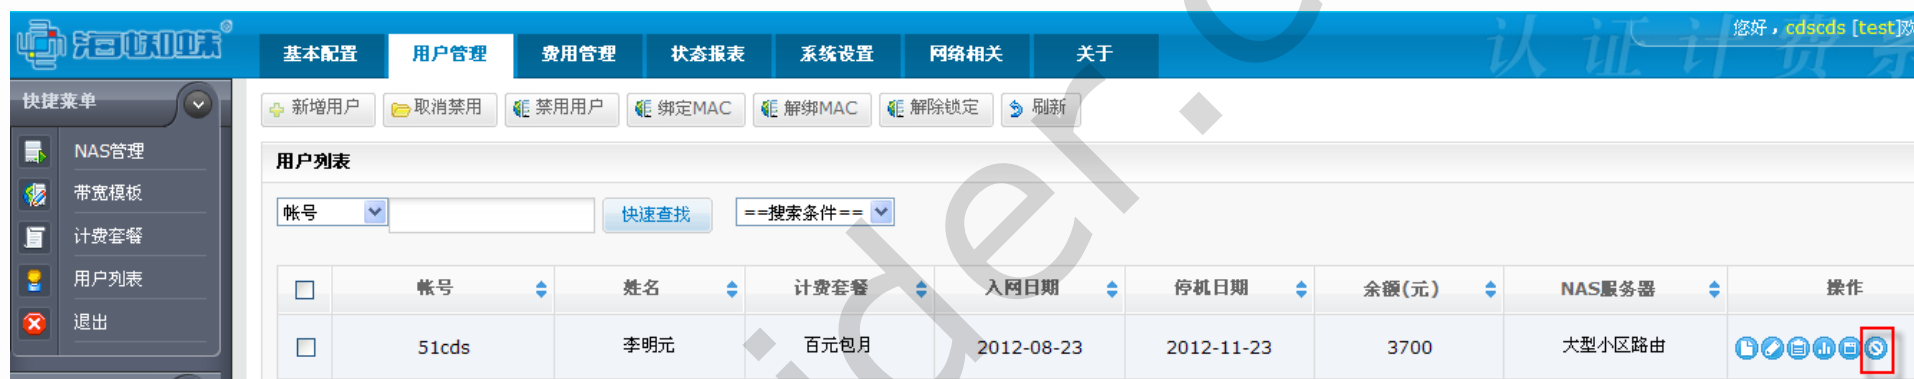 海蜘蛛®
您好，cdscds [test]欢
认证计费系
基本配置 用户管理 费用管理 状态报表 系统设置 网络相关 关于
快捷菜单
新增用户 取消禁用 禁用用户 绑定MAC 解绑MAC 解除锁定 刷新
NAS管理
用户列表
带宽模板
帐号 快速查找 ==搜索条件==
计费套餐
用户列表
帐号 姓名 计费套餐 入网日期 停机日期 余额(元) NAS服务器 操作
退出
51cds 李明元 百元包月 2012-08-23 2012-11-23 3700 大型小区路由
ider.c